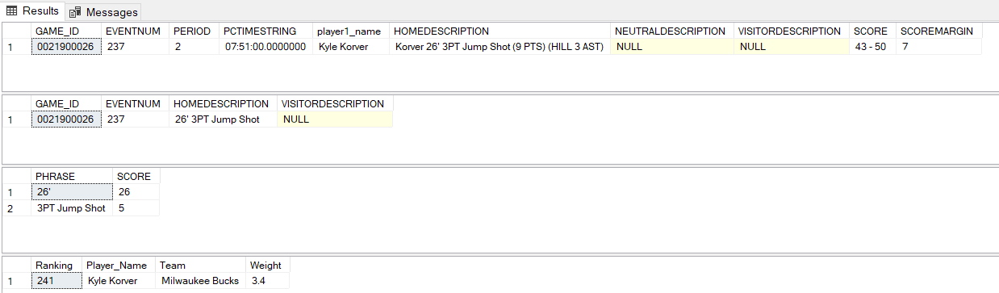 Results Messages
GAME_ID EVENTNUM PERIOD PCTIMESTRING player1_name HOMEDESCRIPTION NEUTRALDESCRIPTION VISITORDESCRIPTION SCORE SCOREMARGIN
1 0021900026 237 2 07:51:00.0000000 Kyle Korver Korver 26' 3PT Jump Shot (9 PTS) (HILL 3 AST) NULL NULL 43 - 50 7
GAME_ID EVENTNUM HOMEDESCRIPTION VISITORDESCRIPTION
1 0021900026 237 26' 3PT Jump Shot NULL
PHRASE SCORE
1 26' 26
2 3PT Jump Shot 5
Ranking Player_Name Team Weight
1 241 Kyle Korver Milwaukee Bucks 3.4